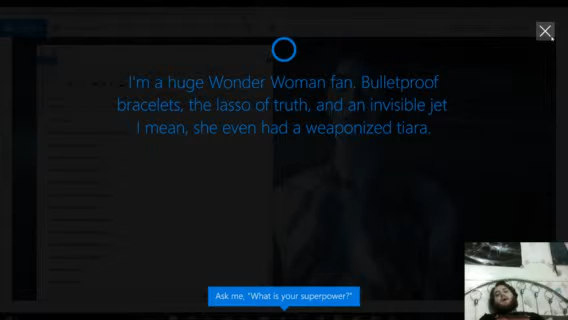 I'm a huge Wonder Woman fan. Bulletproof
bracelets, the lasso of truth, and an invisible jet
I mean, she even had a weaponized tiara.
Ask me, "What is your superpower?"